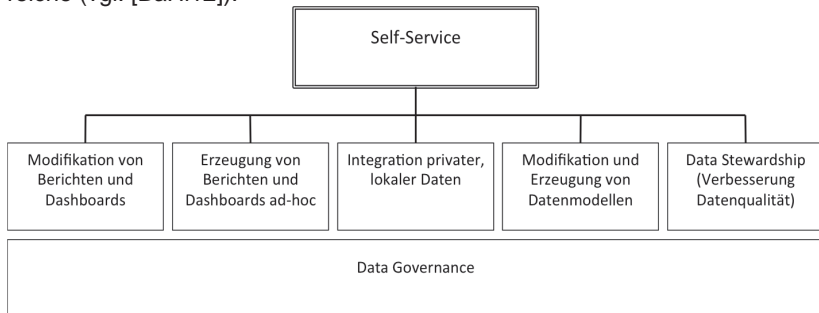 Self-Service
Modifikation von
Berichten und
Dashboards
Erzeugung von
Berichten und
Dashboards ad-hoc
Integration privater,
lokaler Daten
Modifikation und
Erzeugung von
Datenmodellen
Data Stewardship
(Verbesserung
Datenqualität)
Data Governance